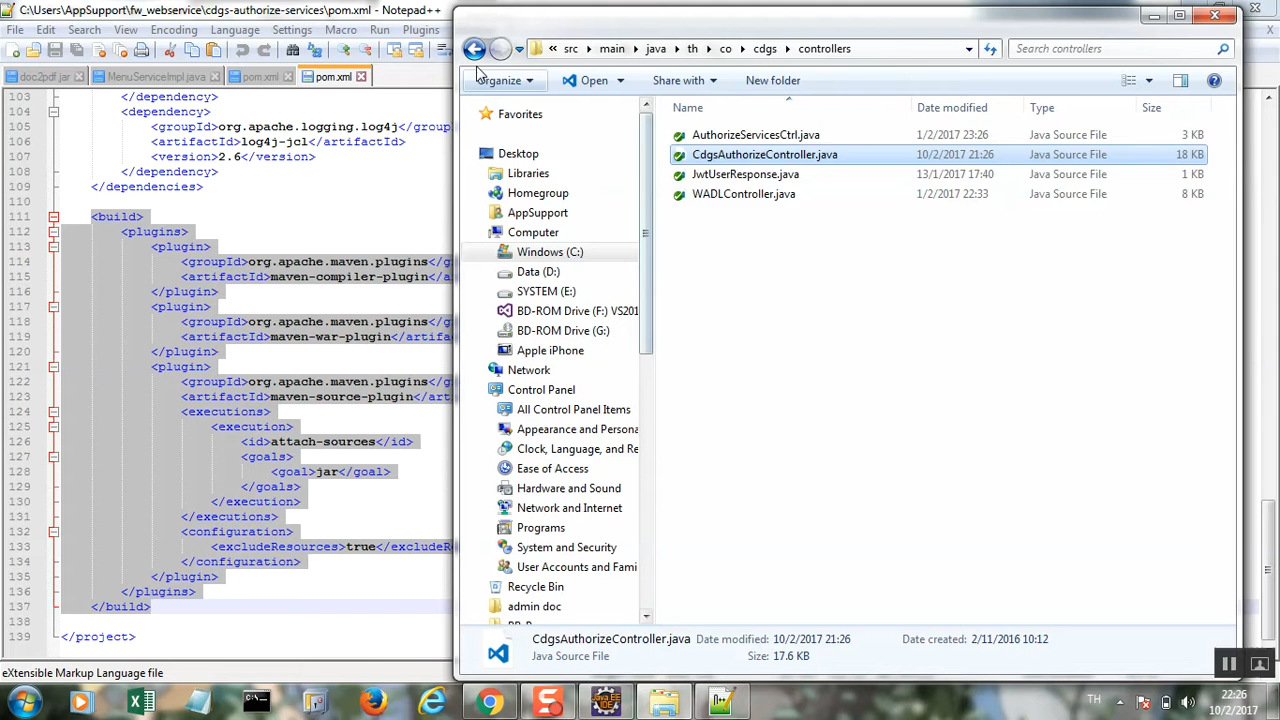 C:\Users\AppSupport\fw_webservice\cdgs-authorize-services\pom.xml - Notepad++
File Edit Search View Encoding Language Settings Macro Run Plugins
doc2pdf.jar MenuServiceImpl.java pom.xml pom.xml
103 </dependency>
104 <dependency>
105 <groupId>org.apache.logging.log4j</groupI
106 <artifactId>log4j-jcl</artifactId>
107 <version>2.6</version>
108 </dependency>
109 </dependencies>
110
111 <build>
112 <plugins>
113 <plugin>
114 <groupId>org.apache.maven.plugins</g
115 <artifactId>maven-compiler-plugin</a
116 </plugin>
117 <plugin>
118 <groupId>org.apache.maven.plugins</g
119 <artifactId>maven-war-plugin</artifac
120 </plugin>
121 <plugin>
122 <groupId>org.apache.maven.plugins</g
123 <artifactId>maven-source-plugin</art
124 <executions>
125 <execution>
126 <id>attach-sources</id>
127 <goals>
128 <goal>jar</goal>
129 </goals>
130 </execution>
131 </executions>
132 <configuration>
133 <excludeResources>true</excludeRe
134 </configuration>
135 </plugin>
136 </plugins>
137 </build>
138
139 </project>
eXtensible Markup Language file
« src main java th co cdgs controllers
Search controllers
Organize Open Share with New folder
Favorites
Desktop
Libraries
Homegroup
AppSupport
Computer
Windows (C:)
Data (D:)
SYSTEM (E:)
BD-ROM Drive (F:) VS201
BD-ROM Drive (G:)
Apple iPhone
Network
Control Panel
All Control Panel Items
Appearance and Persona
Clock, Language, and Re
Ease of Access
Hardware and Sound
Network and Internet
Programs
System and Security
User Accounts and Fami
Recycle Bin
admin doc
Name Date modified Type Size
AuthorizeServicesCtrl.java 1/2/2017 23:26 Java Source File 3 KB
CdgsAuthorizeController.java 10/2/2017 21:26 Java Source File 18 KB
JwtUserResponse.java 13/1/2017 17:40 Java Source File 1 KB
WADLController.java 1/2/2017 22:33 Java Source File 8 KB
CdgsAuthorizeController.java Date modified: 10/2/2017 21:26 Date created: 2/11/2016 10:12
Java Source File Size: 17.6 KB
TH
22:26
10/2/2017